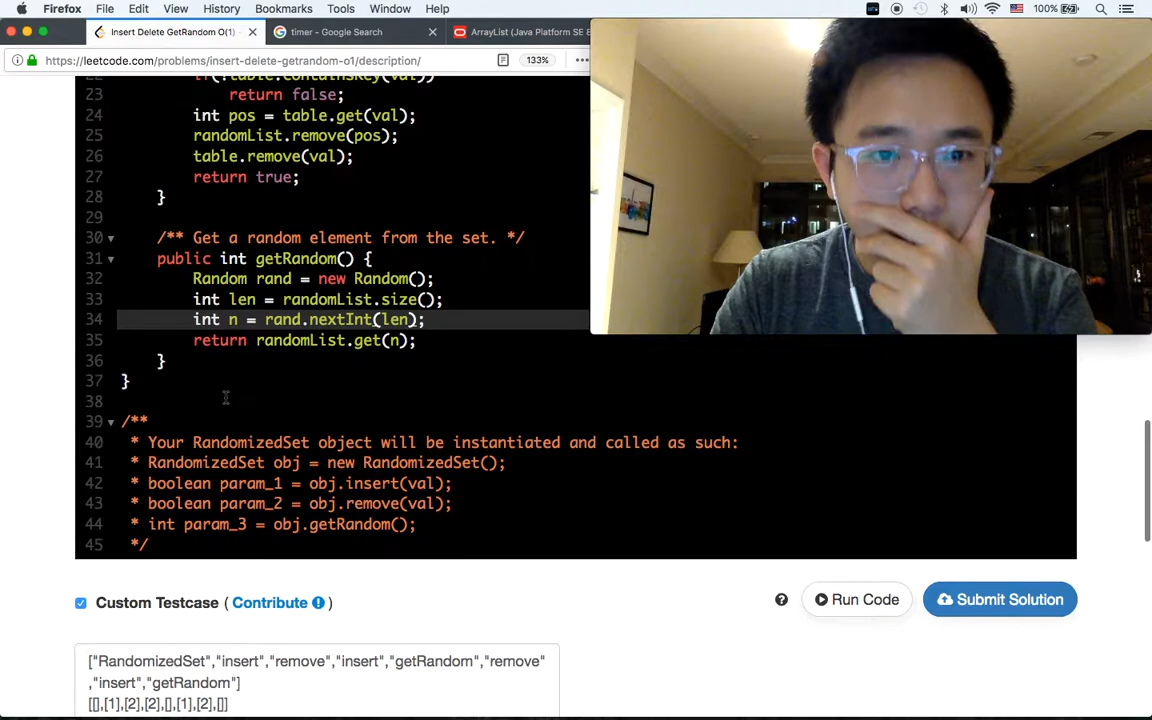 Firefox File Edit View History Bookmarks Tools Window Help 100%
Insert Delete GetRandom O(1) - timer - Google Search ArrayList (Java Platform SE 8
https://leetcode.com/problems/insert-delete-getrandom-o1/description/ 133%
22 if(!table.containsKey(val))
23 return false;
24 int pos = table.get(val);
25 randomList.remove(pos);
26 table.remove(val);
27 return true;
28 }
29
30 /** Get a random element from the set. */
31 public int getRandom() {
32 Random rand = new Random();
33 int len = randomList.size();
34 int n = rand.nextInt(len);
35 return randomList.get(n);
36 }
37 }
38
39 /**
40 * Your RandomizedSet object will be instantiated and called as such:
41 * RandomizedSet obj = new RandomizedSet();
42 * boolean param_1 = obj.insert(val);
43 * boolean param_2 = obj.remove(val);
44 * int param_3 = obj.getRandom();
45 */
Custom Testcase ( Contribute ) Run Code Submit Solution
["RandomizedSet","insert","remove","insert","getRandom","remove"
,"insert","getRandom"]
[[],[1],[2],[2],[],[1],[2],[]]